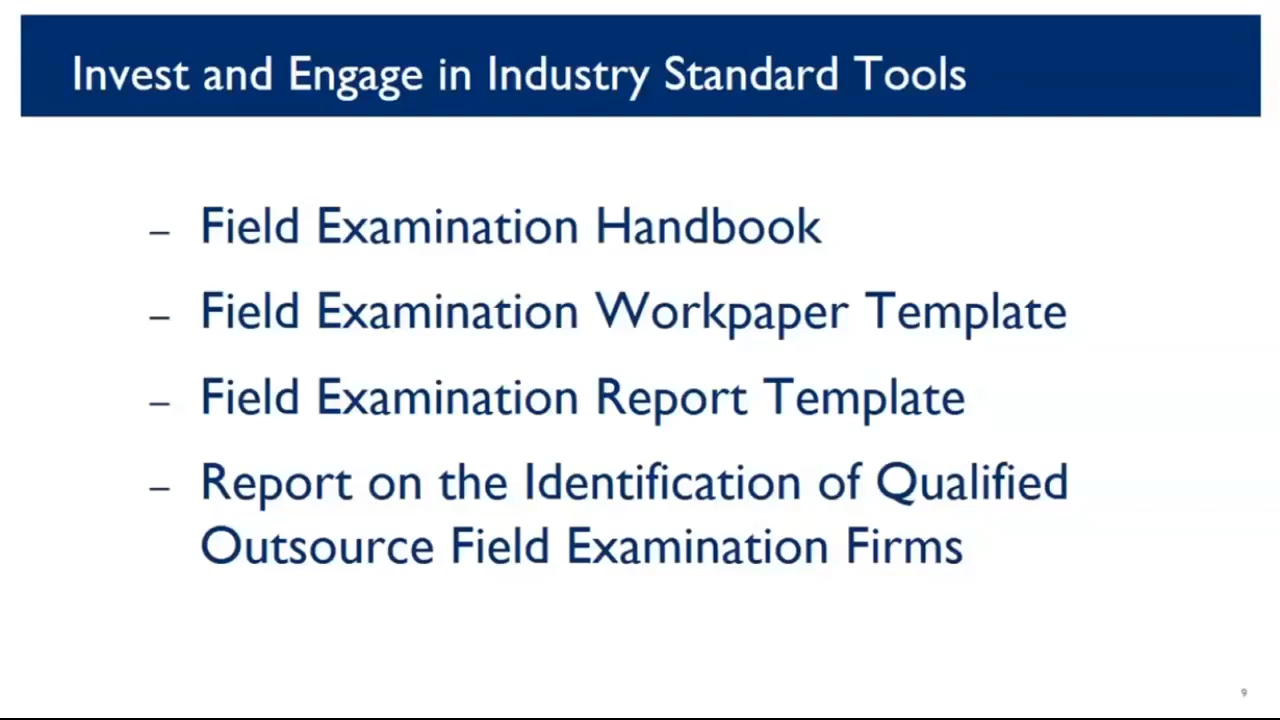 Invest and Engage in Industry Standard Tools
– Field Examination Handbook
– Field Examination Workpaper Template
– Field Examination Report Template
– Report on the Identification of Qualified
Outsource Field Examination Firms
9